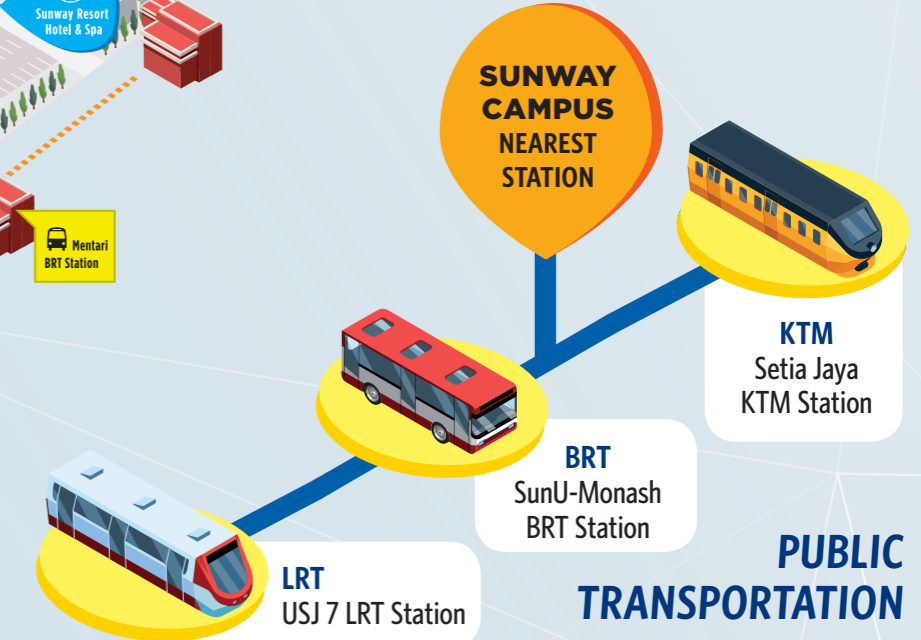 Sunway Resort
Hotel & Spa
SUNWAY
CAMPUS
NEAREST
STATION
Mentari
BRT Station
KTM
Setia Jaya
KTM Station
BRT
SunU-Monash
BRT Station
LRT
USJ 7 LRT Station
PUBLIC
TRANSPORTATION